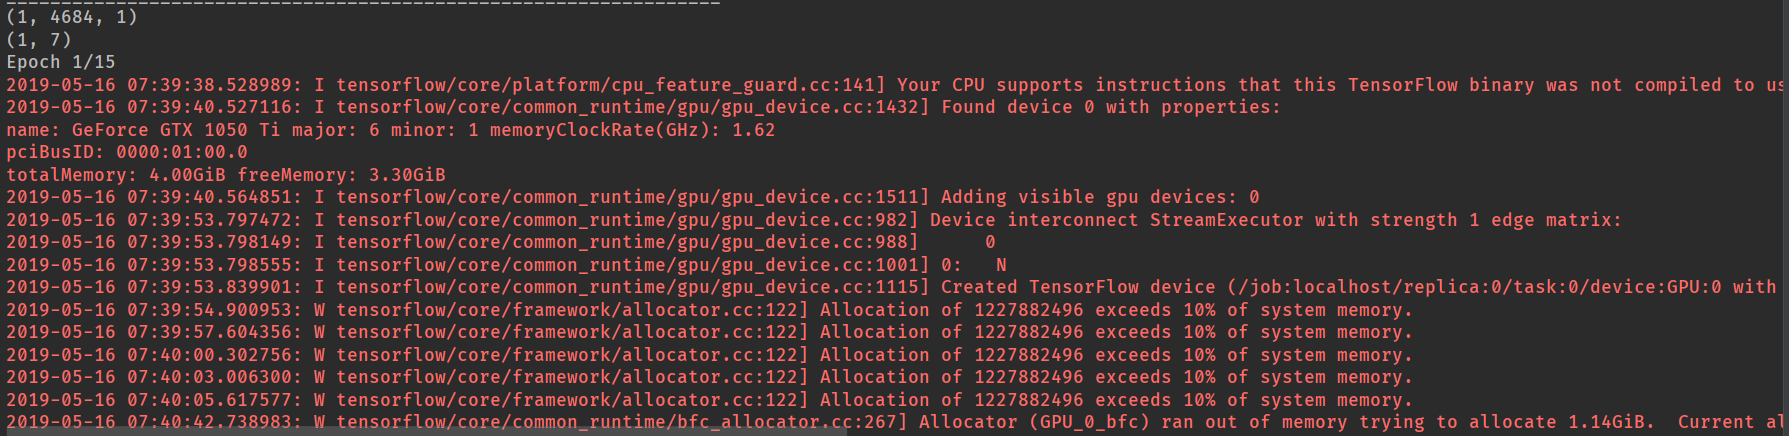 (1, 4684, 1)
(1, 7)
Epoch 1/15
2019-05-16 07:39:38.528989: I tensorflow/core/platform/cpu_feature_guard.cc:141] Your CPU supports instructions that this TensorFlow binary was not compiled to us
2019-05-16 07:39:40.527116: I tensorflow/core/common_runtime/gpu/gpu_device.cc:1432] Found device 0 with properties:
name: GeForce GTX 1050 Ti major: 6 minor: 1 memoryClockRate(GHz): 1.62
pciBusID: 0000:01:00.0
totalMemory: 4.00GiB freeMemory: 3.30GiB
2019-05-16 07:39:40.564851: I tensorflow/core/common_runtime/gpu/gpu_device.cc:1511] Adding visible gpu devices: 0
2019-05-16 07:39:53.797472: I tensorflow/core/common_runtime/gpu/gpu_device.cc:982] Device interconnect StreamExecutor with strength 1 edge matrix:
2019-05-16 07:39:53.798149: I tensorflow/core/common_runtime/gpu/gpu_device.cc:988]      0
2019-05-16 07:39:53.798555: I tensorflow/core/common_runtime/gpu/gpu_device.cc:1001] 0:   N
2019-05-16 07:39:53.839901: I tensorflow/core/common_runtime/gpu/gpu_device.cc:1115] Created TensorFlow device (/job:localhost/replica:0/task:0/device:GPU:0 with
2019-05-16 07:39:54.900953: W tensorflow/core/framework/allocator.cc:122] Allocation of 1227882496 exceeds 10% of system memory.
2019-05-16 07:39:57.604356: W tensorflow/core/framework/allocator.cc:122] Allocation of 1227882496 exceeds 10% of system memory.
2019-05-16 07:40:00.302756: W tensorflow/core/framework/allocator.cc:122] Allocation of 1227882496 exceeds 10% of system memory.
2019-05-16 07:40:03.006300: W tensorflow/core/framework/allocator.cc:122] Allocation of 1227882496 exceeds 10% of system memory.
2019-05-16 07:40:05.617577: W tensorflow/core/framework/allocator.cc:122] Allocation of 1227882496 exceeds 10% of system memory.
2019-05-16 07:40:42.738983: W tensorflow/core/common_runtime/bfc_allocator.cc:267] Allocator (GPU_0_bfc) ran out of memory trying to allocate 1.14GiB.  Current al